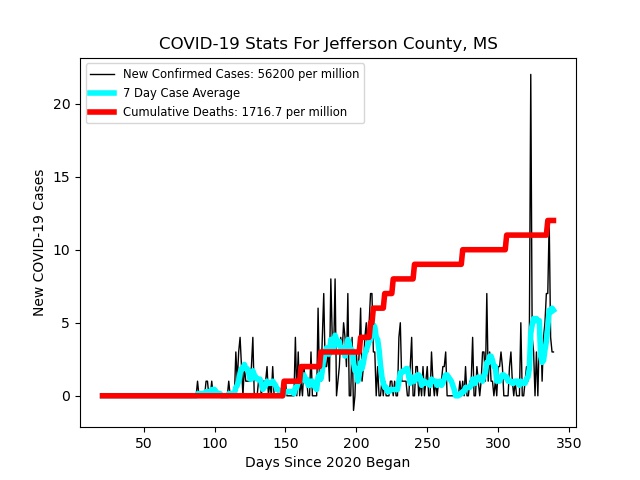 COVID-19 Stats For Jefferson County, MS
New Confirmed Cases: 56200 per million
7 Day Case Average
Cumulative Deaths: 1716.7 per million
New COVID-19 Cases
20
15
10
5
0
50 100 150 200 250 300 350
Days Since 2020 Began